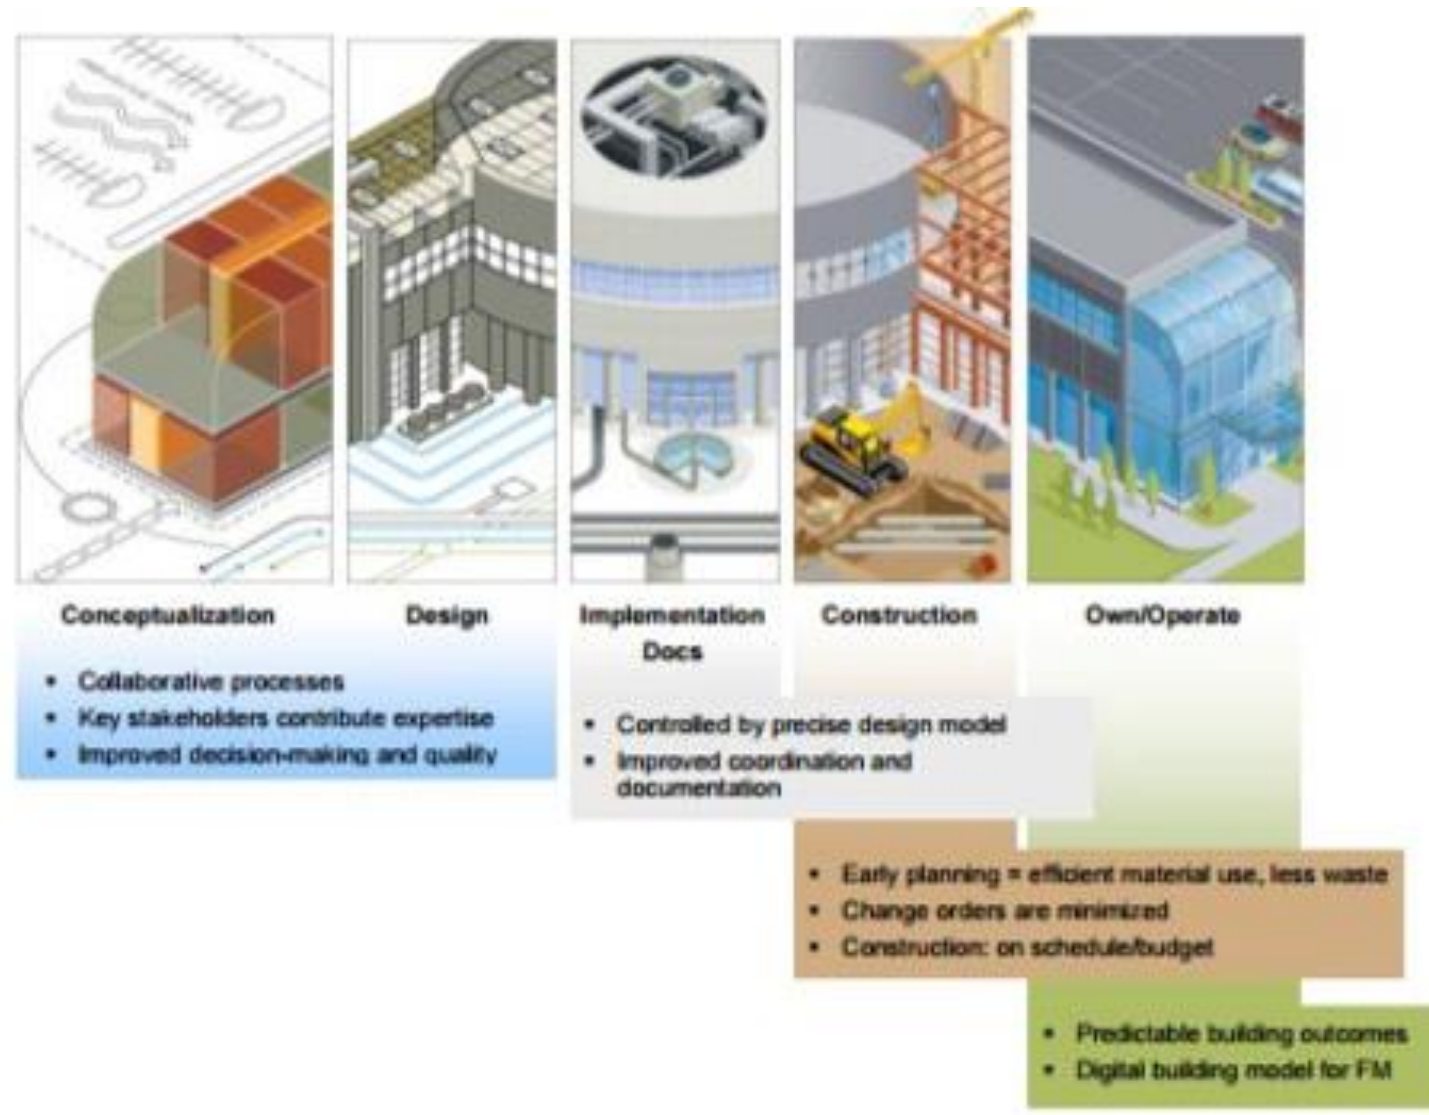 Conceptualization
Design
Implementation
Docs
Construction
Own/Operate
• Collaborative processes
• Key stakeholders contribute expertise
• Improved decision-making and quality
• Controlled by precise design model
• Improved coordination and
documentation
• Early planning = efficient material use, less waste
• Change orders are minimized
• Construction: on schedule/budget
• Predictable building outcomes
• Digital building model for FM